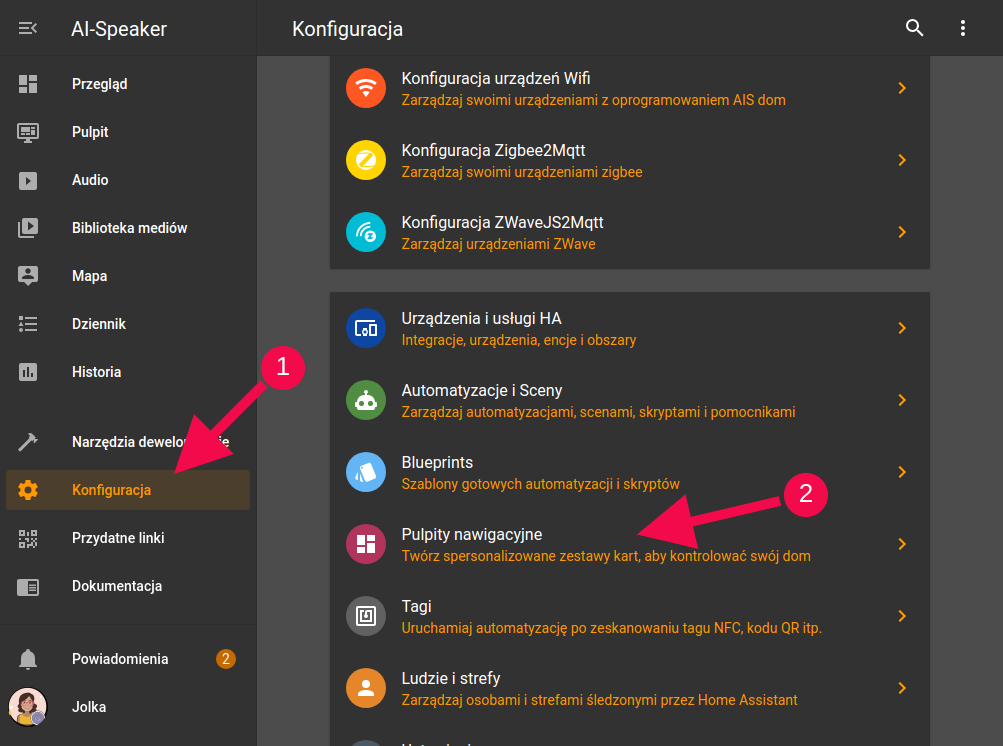 AI-Speaker
Konfiguracja
Przegląd
Pulpit
Audio
Biblioteka mediów
Mapa
Dziennik
Historia
1
Narzędzia
Konfiguracja
Przydatne linki
Dokumentacja
Powiadomienia 2
Jolka
Konfiguracja urządzeń Wifi
Zarządzaj swoimi urządzeniami z oprogramowaniem AIS dom
Konfiguracja Zigbee2Mqtt
Zarządzaj swoimi urządzeniami zigbee
Konfiguracja ZWaveJS2Mqtt
Zarządzaj urządzeniami ZWave
Urządzenia i usługi HA
Integracje, urządzenia, encje i obszary
Automatyzacje i Sceny
Zarządzaj automatyzacjami, scenami, skryptami i pomocnikami
Blueprints
Szablony gotowych automatyzacji i skryptów
2
Pulpity nawigacyjne
Twórz spersonalizowane zestawy kart, aby kontrolować swój dom
Tagi
Uruchamiaj automatyzację po zeskanowaniu tagu NFC, kodu QR itp.
Ludzie i strefy
Zarządzaj osobami i strefami śledzonymi przez Home Assistant